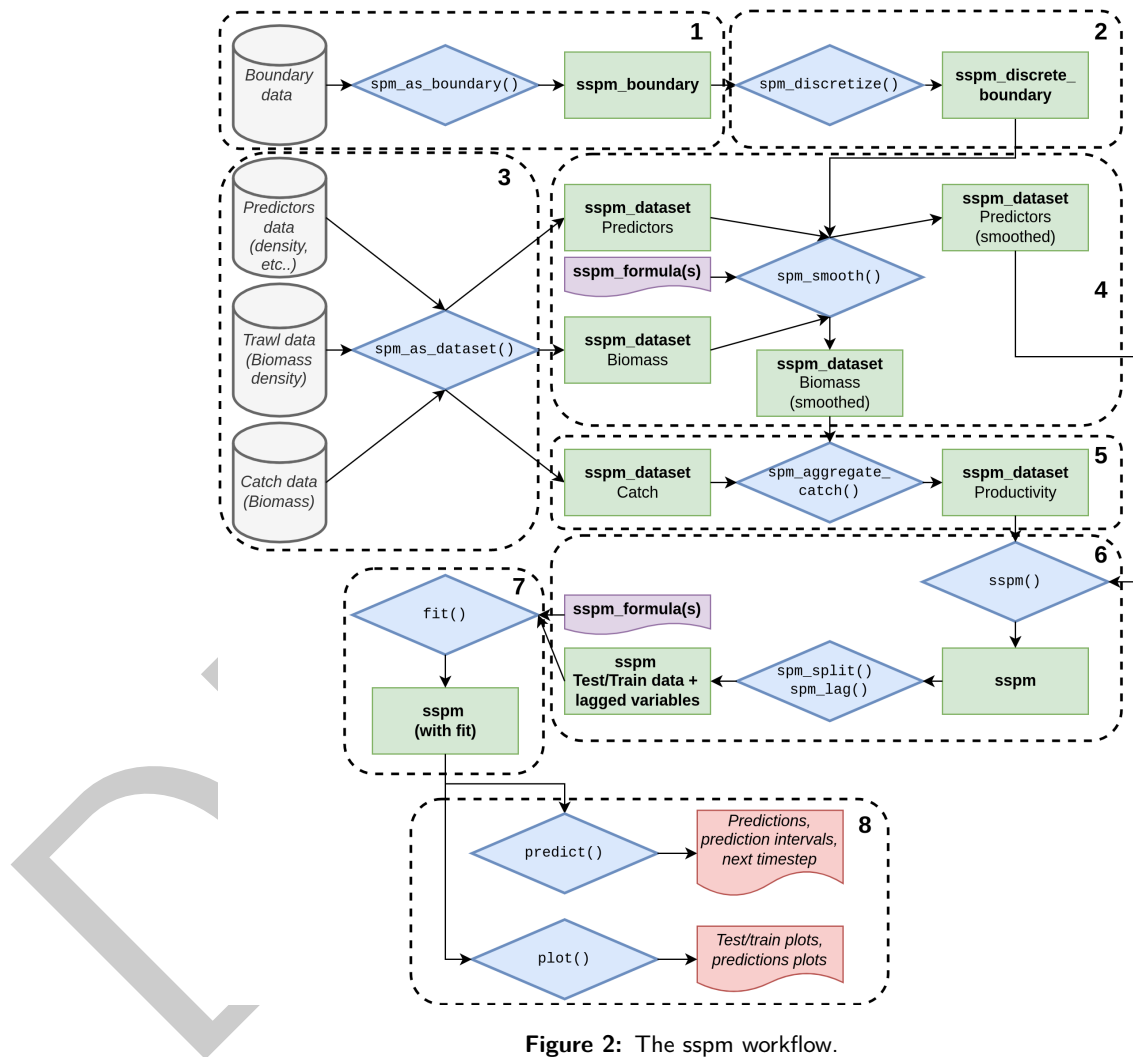 1
Boundary
data
spm_as_boundary()
sspm_boundary
2
spm_discretize()
sspm_discrete_
boundary
3
Predictors
data
(density,
etc..)
Trawl data
(Biomass
density)
Catch data
(Biomass)
spm_as_dataset()
4
sspm_dataset
Predictors
sspm_formula(s)
sspm_dataset
Biomass
spm_smooth()
sspm_dataset
Predictors
(smoothed)
sspm_dataset
Biomass
(smoothed)
5
sspm_dataset
Catch
spm_aggregate_
catch()
sspm_dataset
Productivity
6
sspm()
sspm
spm_split()
spm_lag()
sspm_formula(s)
sspm
Test/Train data +
lagged variables
7
fit()
sspm
(with fit)
8
predict()
Predictions,
prediction intervals,
next timestep
plot()
Test/train plots,
predictions plots
Figure 2: The sspm workflow.